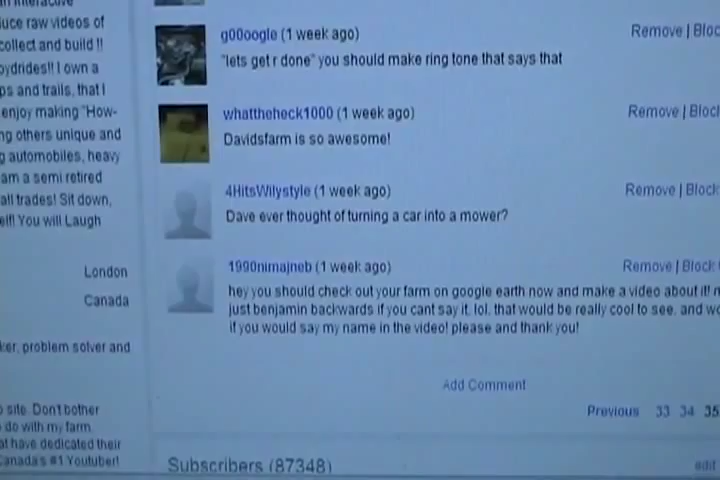 duce raw videos of
collect and build !!
oydrides!! I own a
ps and trails, that I
enjoy making "How-
ng others unique and
g automobiles, heavy
am a semi retired
all trades! Sit down,
elf! You will Laugh
London
Canada
ker, problem solver and
site. Don't bother
do with my farm.
at have dedicated their
Canada's #1 Youtuber!
g00oogle (1 week ago) Remove | Bloc
"lets get r done" you should make ring tone that says that
whattheheck1000 (1 week ago) Remove | Block
Davidsfarm is so awesome!
4HitsWilystyle (1 week ago) Remove | Block
Dave ever thought of turning a car into a mower?
1990nimajneb (1 week ago) Remove | Block
hey you should check out your farm on google earth now and make a video about it!
just benjamin backwards if you cant say it. lol. that would be really cool to see. and
if you would say my name in the video! please and thank you!
Add Comment
Previous 33 34 35
Subscribers (87348) edit